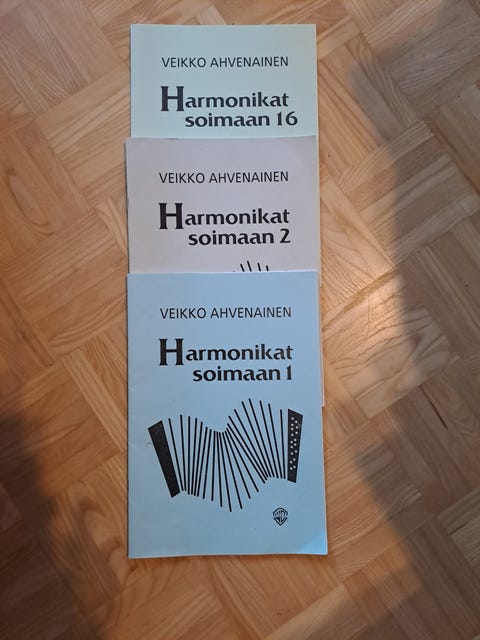 VEIKKO AHVENAINEN
Harmonikat
soimaan 16
VEIKKO AHVENAINEN
Harmonikat
soimaan 2
VEIKKO AHVENAINEN
Harmonikat
soimaan 1